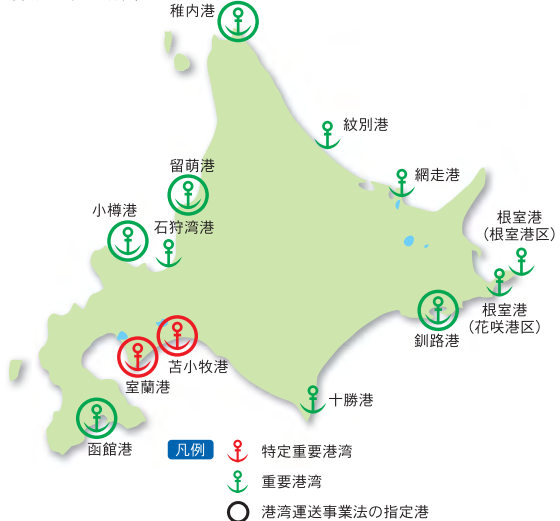 稚内港
紋別港
留萌港
網走港
小樽港
石狩湾港
根室港
(根室港区)
根室港
(花咲港区)
釧路港
苫小牧港
室蘭港
十勝港
函館港
凡例
特定重要港湾
重要港湾
港湾運送事業法の指定港